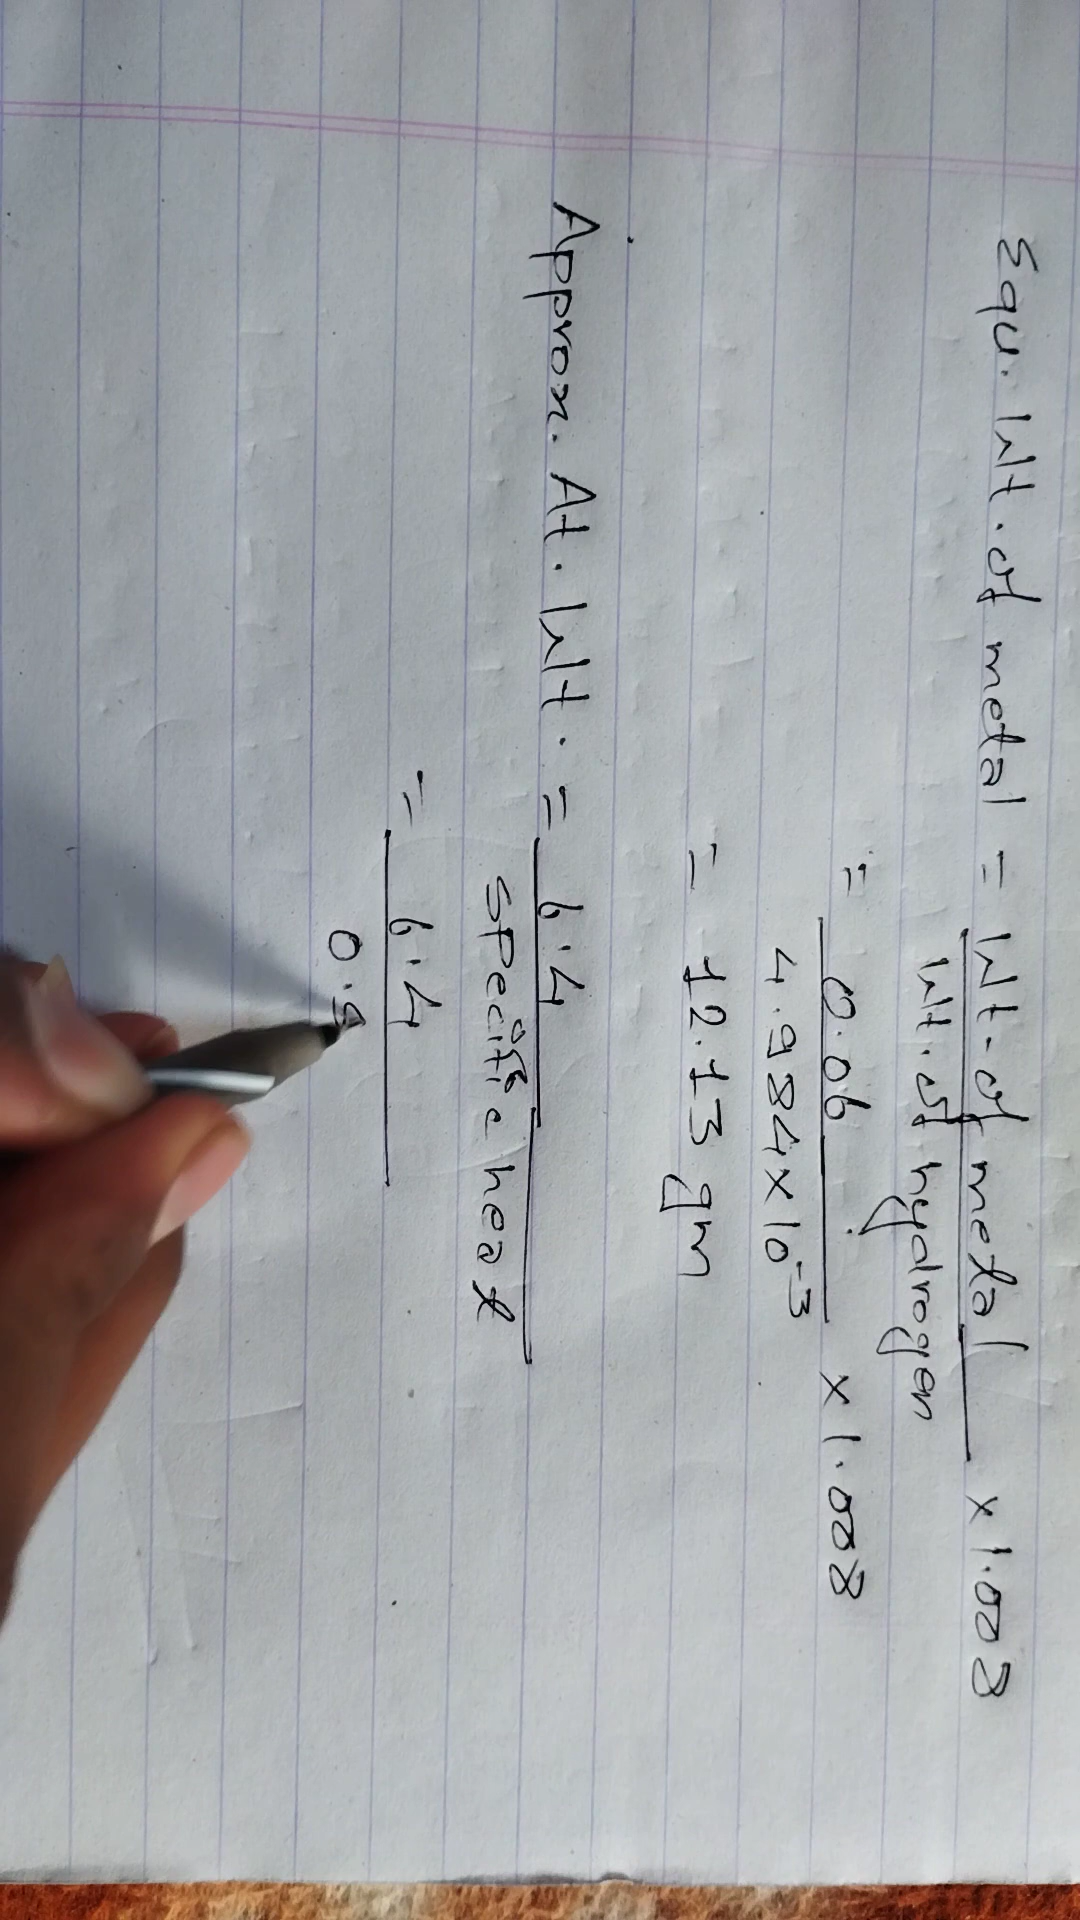 Equ. Wt. of metal = Wt. of metal / Wt. of hydrogen × 1.008
= 0.06 / 4.984 × 10⁻³ × 1.008
= 12.13 gm
Approx. At. Wt. = 6.4 / Specific heat
= 6.4 / 0.